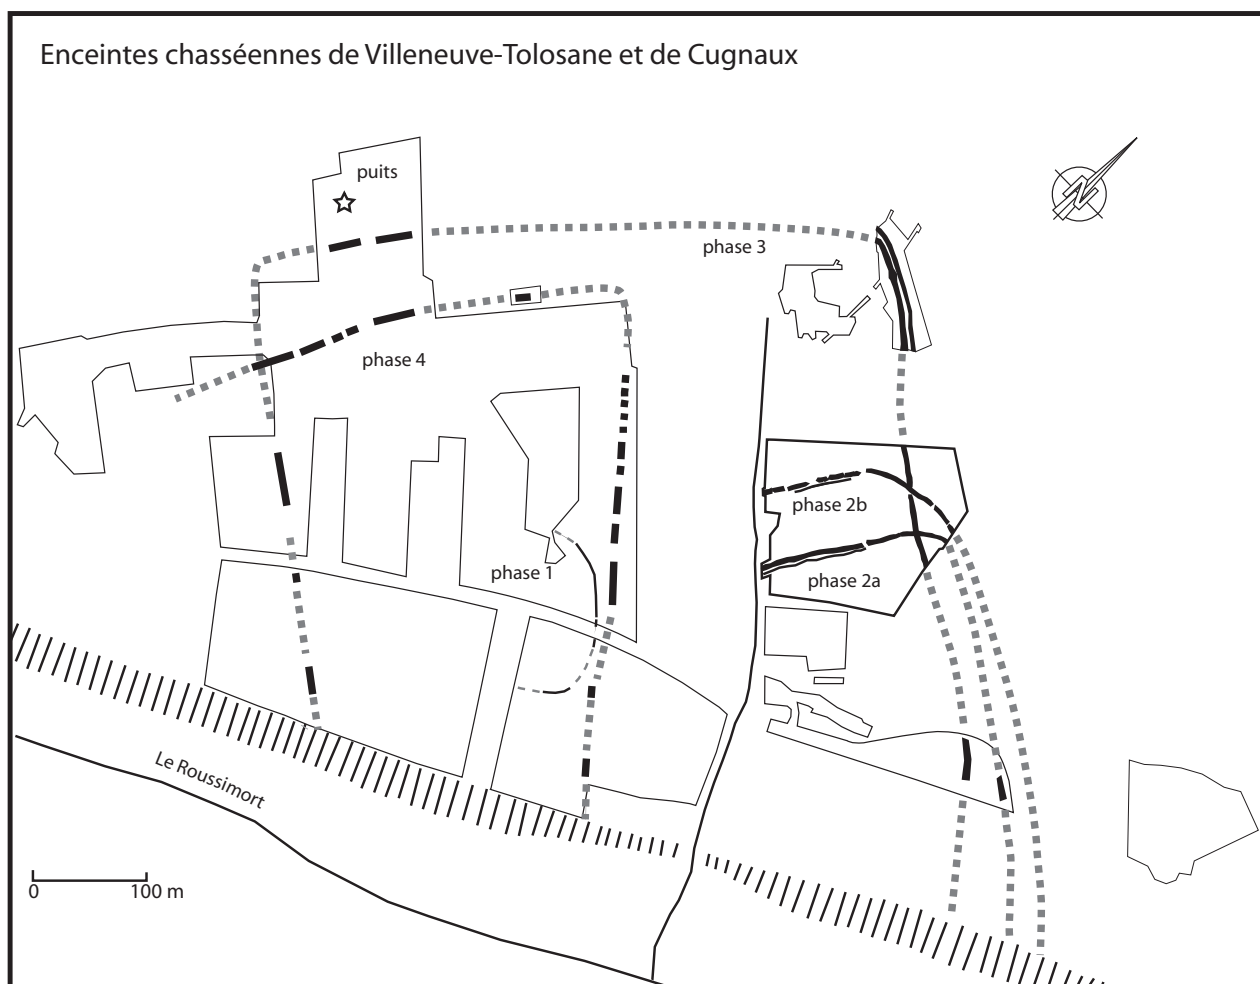 Enceintes chasséennes de Villeneuve-Tolosane et de Cugnaux
puits
N
phase 3
phase 4
phase 2b
phase 1
phase 2a
Le Roussimort
0
100 m